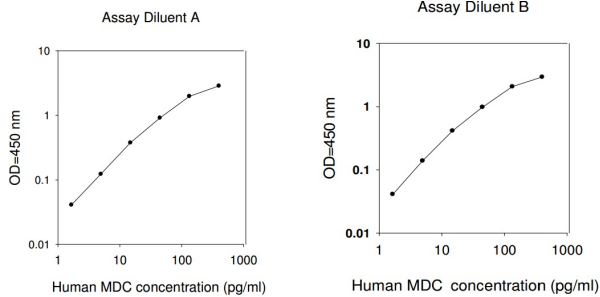 Assay Diluent A
10
1
0.1
0.01
OD=450 nm
1 10 100 1000
Human MDC concentration (pg/ml)
Assay Diluent B
10
1
0.1
0.01
OD=450 nm
1 10 100 1000
Human MDC concentration (pg/ml)